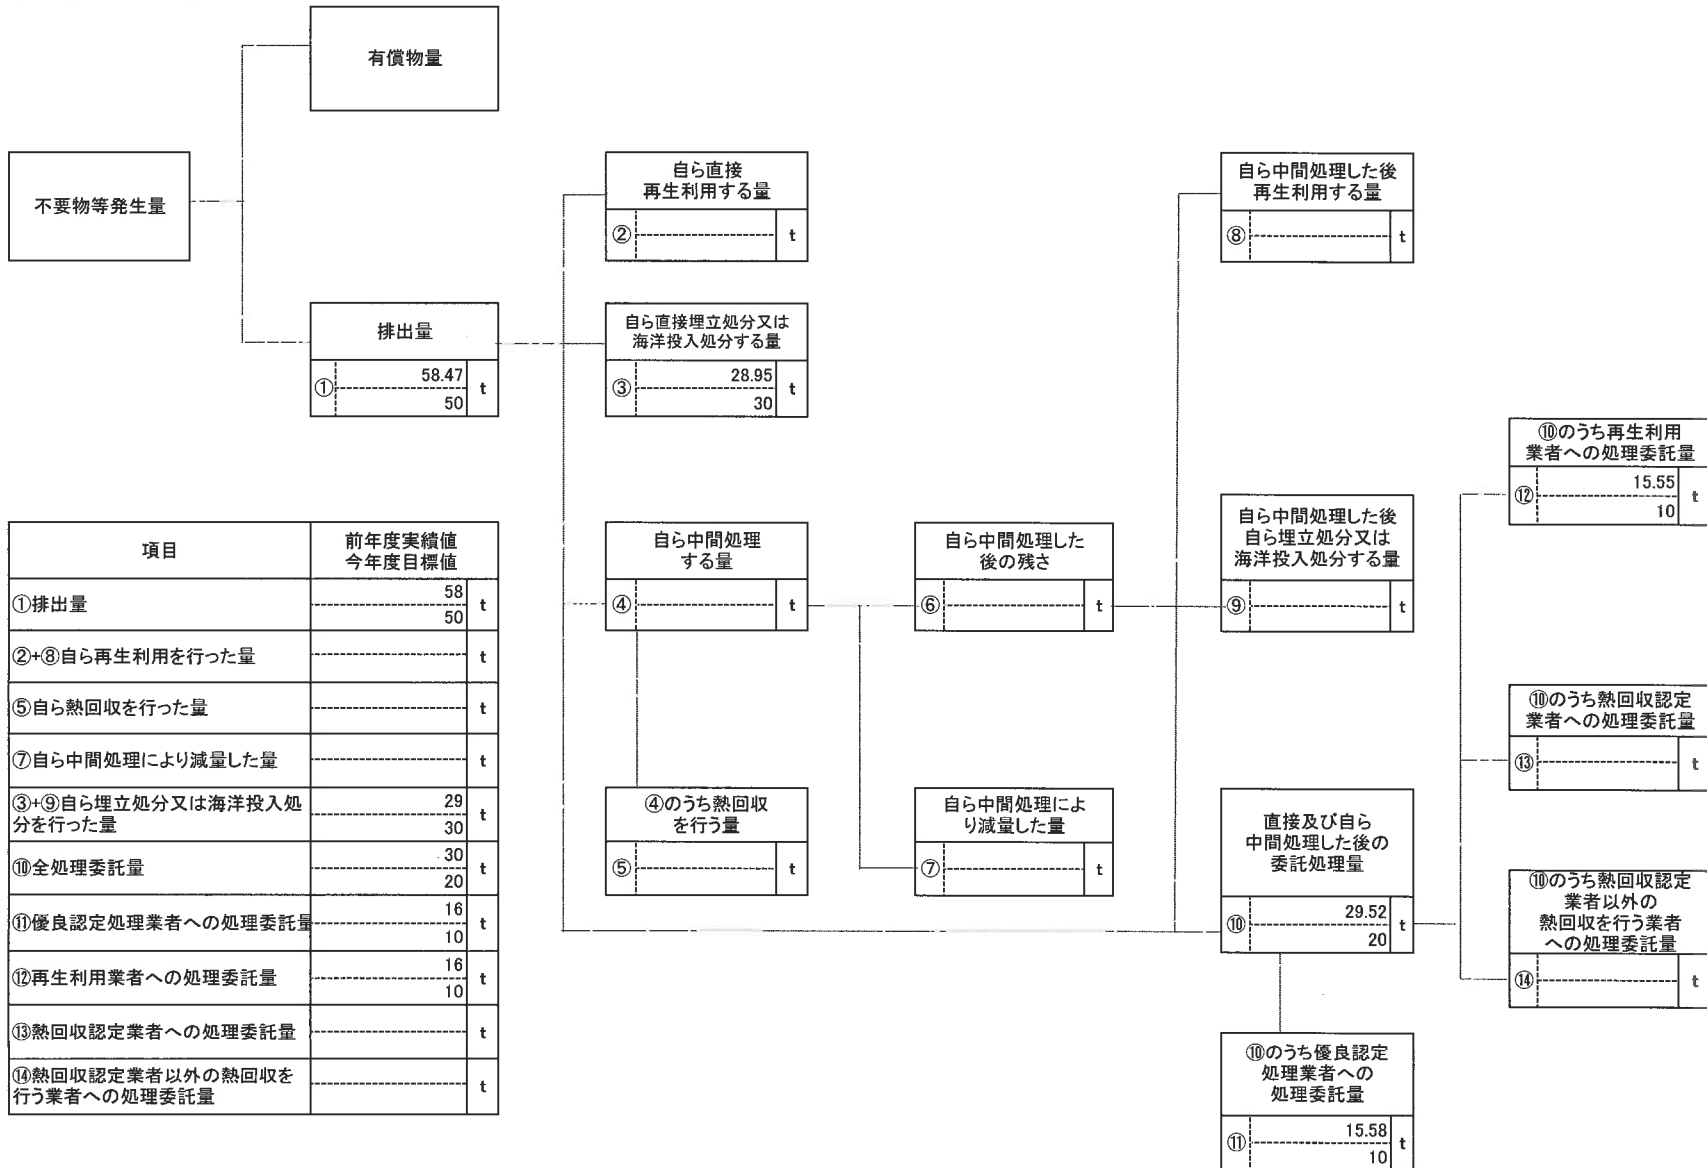 有償物量
不要物等発生量
排出量
①
58.47
50
t
自ら直接
再生利用する量
②
t
自ら直接埋立処分又は
海洋投入処分する量
③
28.95
30
t
自ら中間処理
する量
④
t
④のうち熱回収
を行う量
⑤
t
自ら中間処理した
後の残さ
⑥
t
自ら中間処理によ
り減量した量
⑦
t
自ら中間処理した後
再生利用する量
⑧
t
自ら中間処理した後
自ら埋立処分又は
海洋投入処分する量
⑨
t
直接及び自ら
中間処理した後の
委託処理量
⑩
29.52
20
t
⑩のうち優良認定
処理業者への
処理委託量
⑪
15.58
10
t
⑩のうち再生利用
業者への処理委託量
⑫
15.55
10
t
⑩のうち熱回収認定
業者への処理委託量
⑬
t
⑩のうち熱回収認定
業者以外の
熱回収を行う業者
への処理委託量
⑭
t
項目
前年度実績値
今年度目標値
①排出量
58
50
t
②+⑧自ら再生利用を行った量
t
⑤自ら熱回収を行った量
t
⑦自ら中間処理により減量した量
t
③+⑨自ら埋立処分又は海洋投入処
分を行った量
29
30
t
⑩全処理委託量
30
20
t
⑪優良認定処理業者への処理委託量
16
10
t
⑫再生利用業者への処理委託量
16
10
t
⑬熱回収認定業者への処理委託量
t
⑭熱回収認定業者以外の熱回収を
行う業者への処理委託量
t